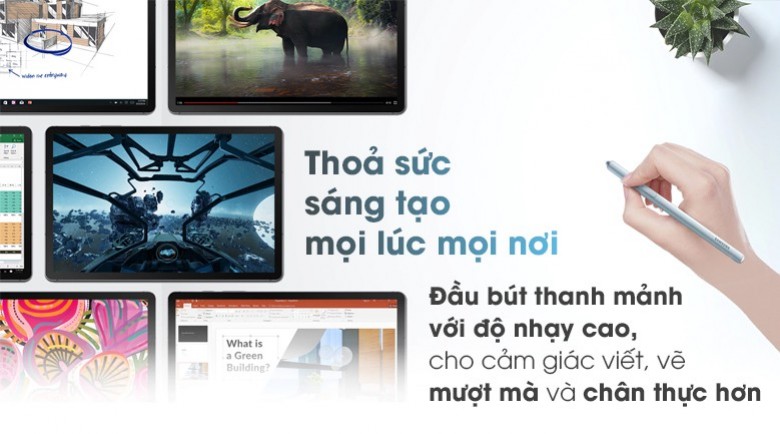 Thoả sức
sáng tạo
mọi lúc mọi nơi
Đầu bút thanh mảnh
với độ nhạy cao,
cho cảm giác viết, vẽ
mượt mà và chân thực hơn
What is
a Green
Building?